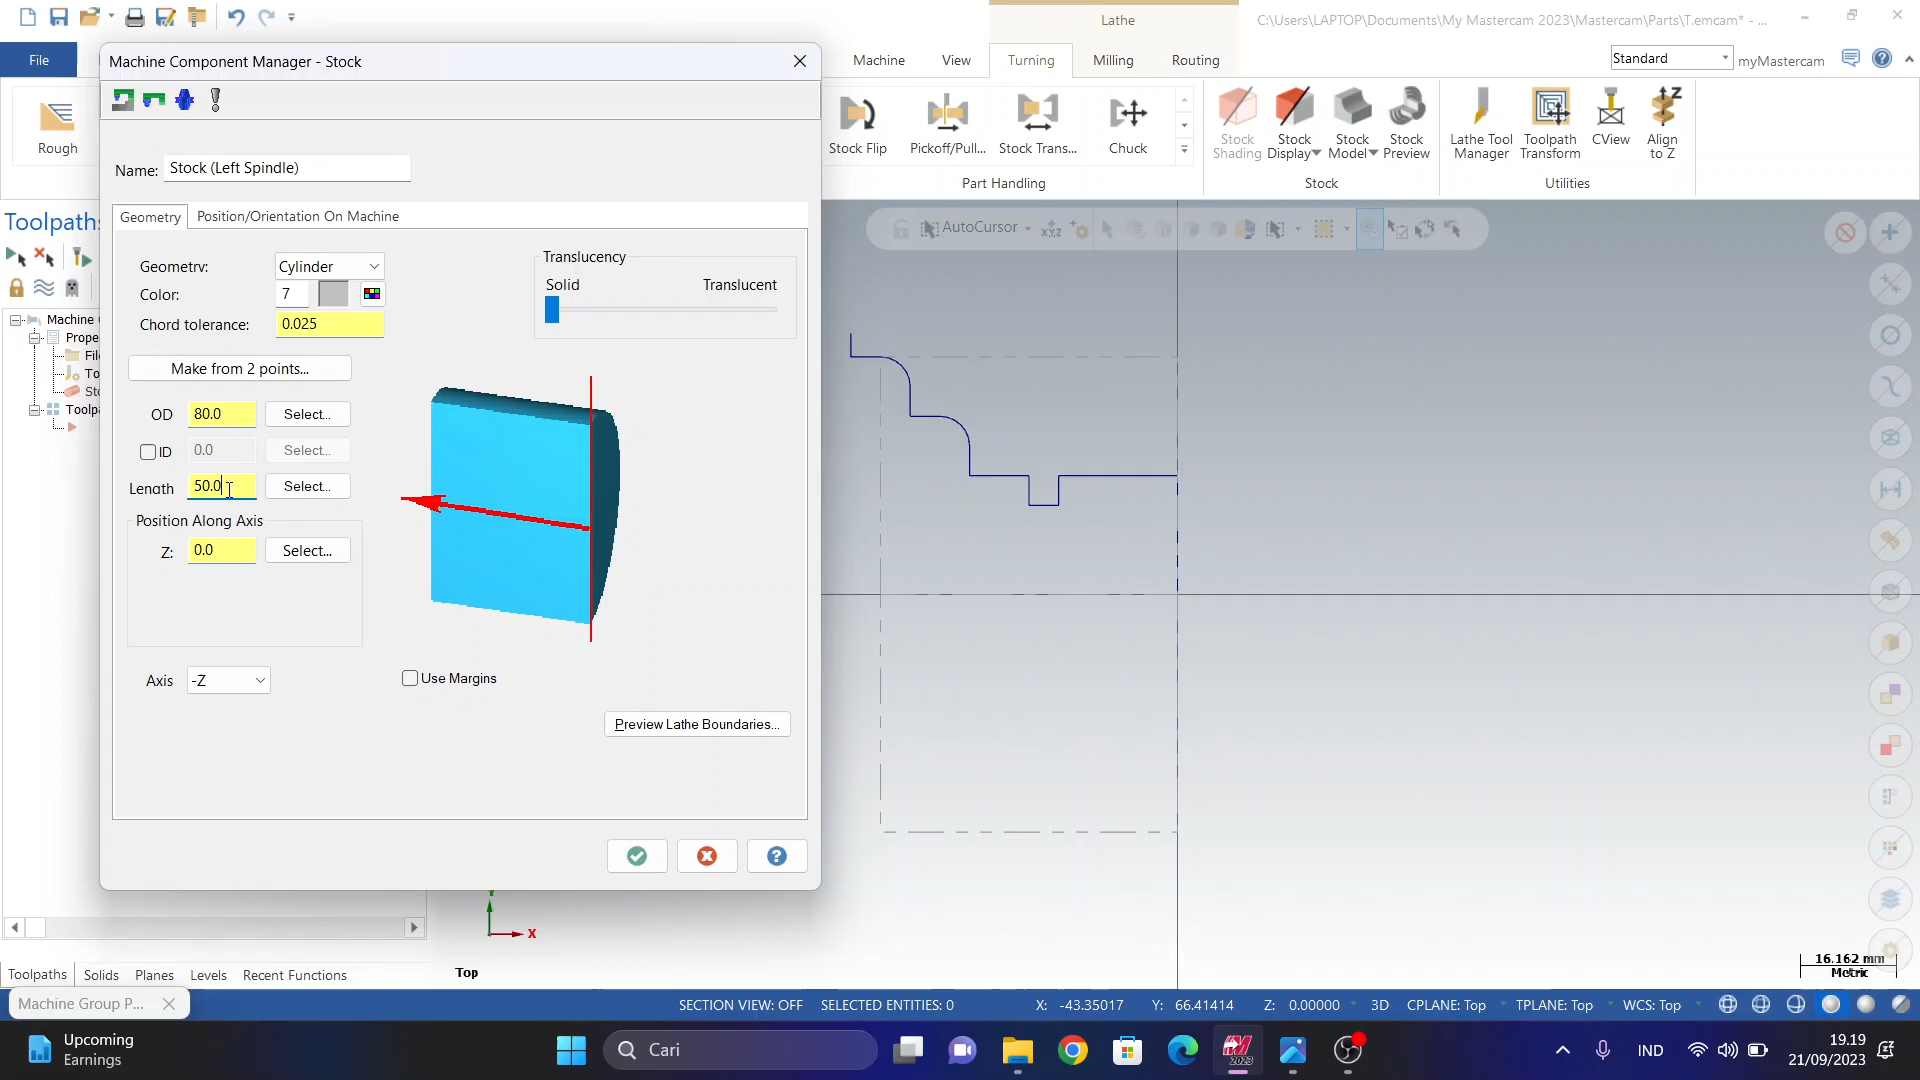 Lathe
C:\Users\LAPTOP\Documents\My Mastercam 2023\Mastercam\Parts\T.emcam* - ...
File
Machine
View
Turning
Milling
Routing
Standard
myMastercam
Machine Component Manager - Stock
Rough
Stock Flip
Pickoff/Pull...
Stock Trans...
Chuck
Stock Shading
Stock Display
Stock Model
Stock Preview
Lathe Tool Manager
Toolpath Transform
CView
Align to Z
Part Handling
Stock
Utilities
Name:
Stock (Left Spindle)
Geometry
Position/Orientation On Machine
Toolpaths
AutoCursor
Geometry:
Cylinder
Translucency
Color:
7
Solid
Translucent
Chord tolerance:
0.025
Machine
Prope
File
To
Sto
Toolp
Make from 2 points...
OD
80.0
Select...
ID
0.0
Select...
Length
50.0
Select...
Position Along Axis
Z:
0.0
Select...
Axis
-Z
Use Margins
Preview Lathe Boundaries...
X
Top
16.162 mm
Metric
Toolpaths
Solids
Planes
Levels
Recent Functions
Machine Group P...
SECTION VIEW: OFF
SELECTED ENTITIES: 0
X: -43.35017
Y: 66.41414
Z: 0.00000
3D
CPLANE: Top
TPLANE: Top
WCS: Top
Upcoming
Earnings
Cari
2023
IND
19.19
21/09/2023